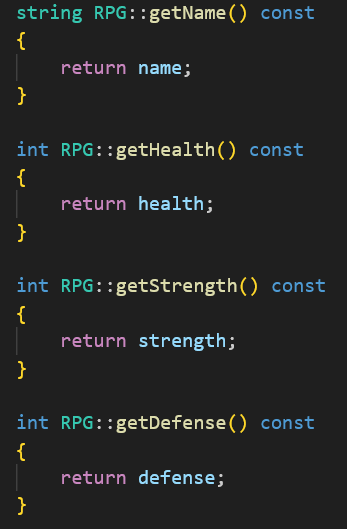 string RPG::getName() const
{
    return name;
}

int RPG::getHealth() const
{
    return health;
}

int RPG::getStrength() const
{
    return strength;
}

int RPG::getDefense() const
{
    return defense;
}